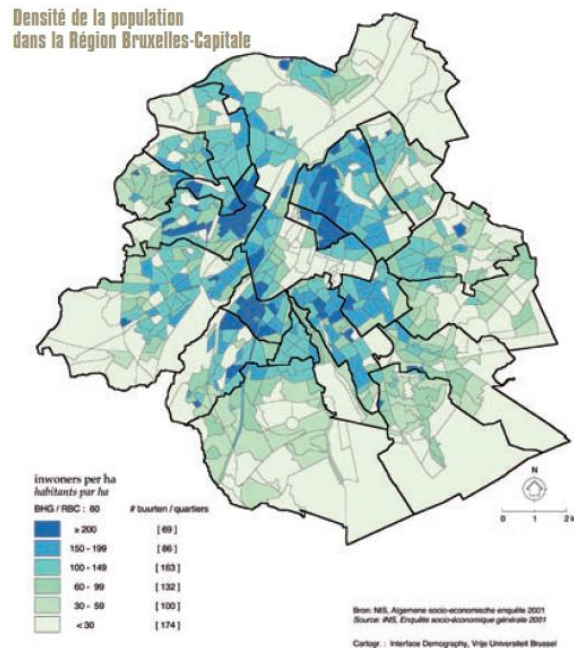 Densité de la population
dans la Région Bruxelles-Capitale
inwoners per ha
habitants par ha
BHG / RBC : 60 # buurten / quartiers
≥ 200 [ 69 ]
150 - 199 [ 86 ]
100 - 149 [ 163 ]
60 - 99 [ 132 ]
30 - 59 [ 100 ]
< 30 [ 174 ]
N
0 1 2 k
Bron: NIS, Algemene socio-economische enquête 2001
Source: INS, Enquête socio-économique générale 2001
Cartogr. : Interface Demography, Vrije Universiteit Brussel